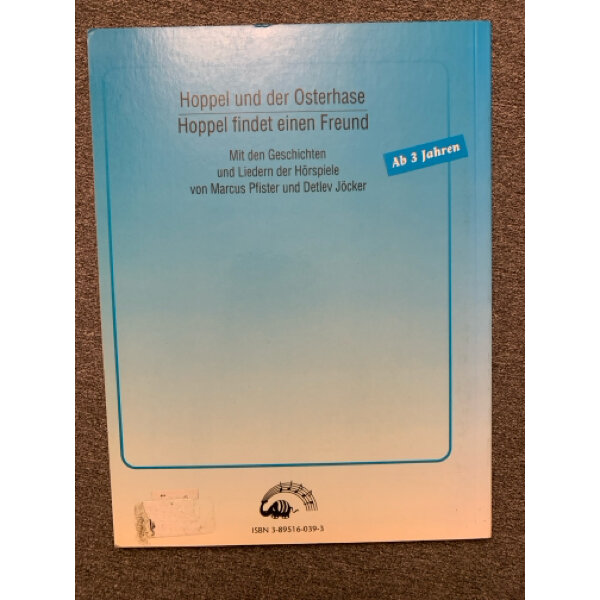 Hoppel und der Osterhase
Hoppel findet einen Freund
Mit den Geschichten
und Liedern der Hörspiele
von Marcus Pfister und Detlev Jöcker
Ab 3 Jahren
ISBN 3-89516-039-3